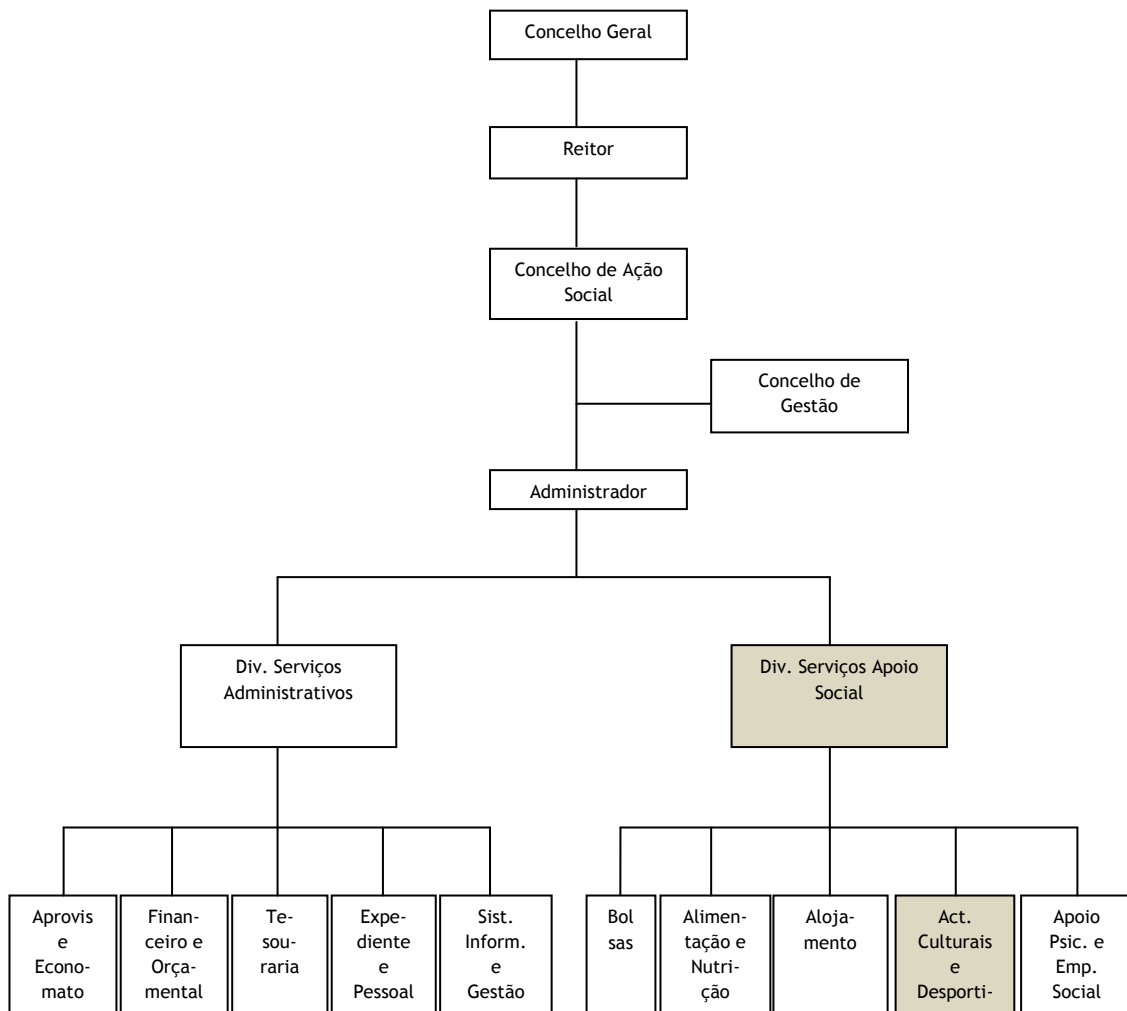 Concelho Geral
Reitor
Concelho de Ação
Social
Concelho de
Gestão
Administrador
Div. Serviços
Administrativos
Div. Serviços Apoio
Social
Aprovis
e
Econo-
mato
Finan-
ceiro e
Orça-
mental
Te-
sou-
raria
Expe-
diente
e
Pessoal
Sist.
Inform.
e
Gestão
Bol
sas
Alimen-
tação e
Nutri-
ção
Aloja-
mento
Act.
Culturais
e
Desporti-
Apoio
Psic. e
Emp.
Social